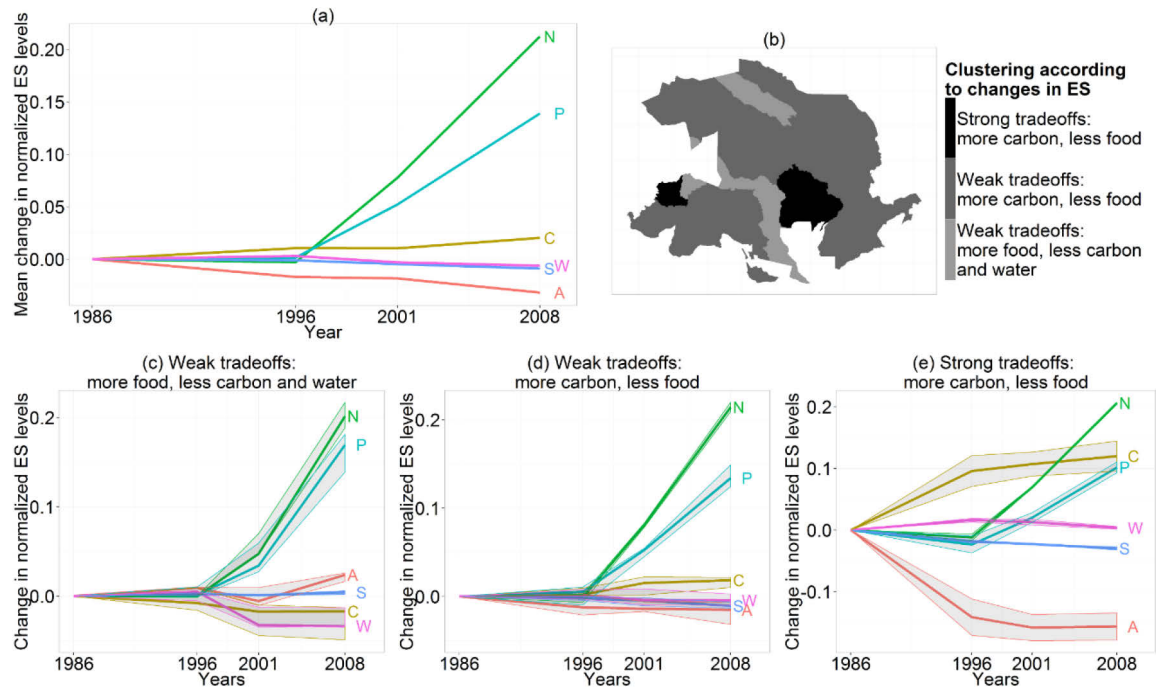 (a)
Mean change in normalized ES levels
0.20
0.15
0.10
0.05
0.00
N
P
C
W
S
A
1986
1996
2001
2008
Year
(b)
Clustering according
to changes in ES
Strong tradeoffs:
more carbon, less food
Weak tradeoffs:
more carbon, less food
Weak tradeoffs:
more food, less carbon
and water
(c) Weak tradeoffs:
more food, less carbon and water
Change in normalized ES levels
0.2
0.1
0.0
N
P
A
S
C
W
1986
1996
2001
2008
Years
(d) Weak tradeoffs:
more carbon, less food
Change in normalized ES levels
0.2
0.1
0.0
N
P
C
W
S
A
1986
1996
2001
2008
Years
(e) Strong tradeoffs:
more carbon, less food
Change in normalized ES levels
0.2
0.1
0.0
−0.1
N
C
P
W
S
A
1986
1996
2001
2008
Years